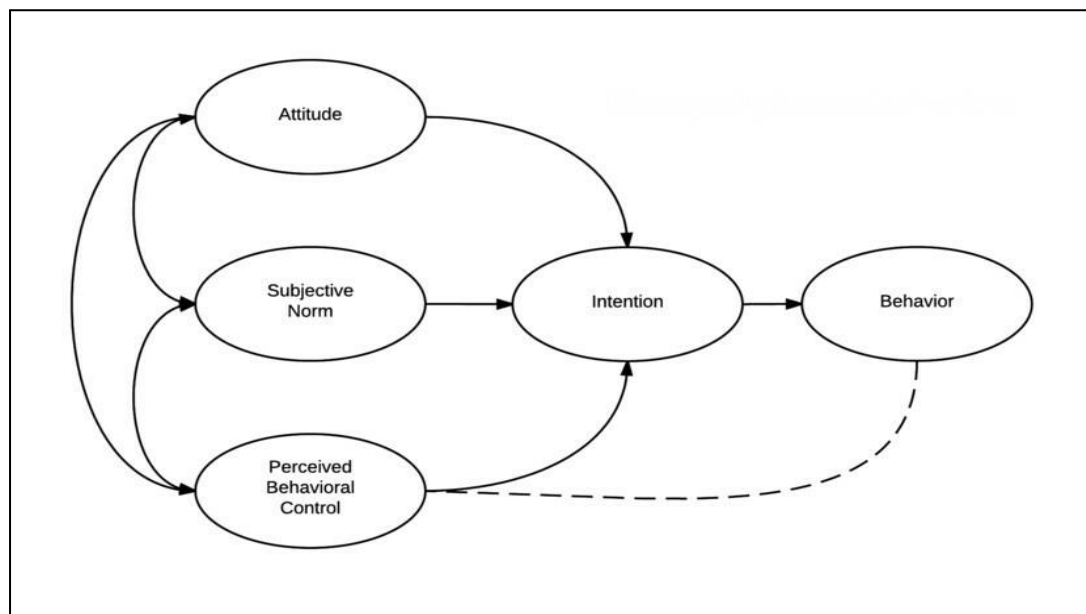 Attitude
Subjective
Norm
Intention
Behavior
Perceived
Behavioral
Control